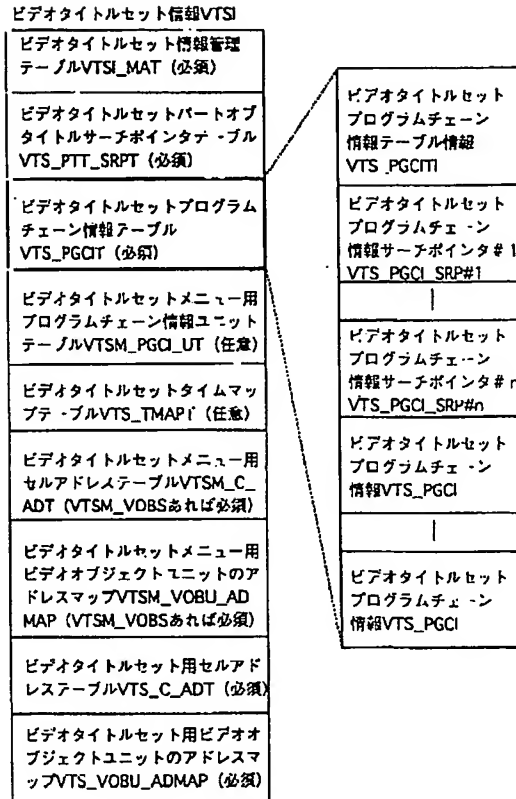 ビデオタイトルセット情報VTSI
ビデオタイトルセット情報管理
テーブルVTSI_MAT (必須)
ビデオタイトルセットパートオブ
タイトルサーチポインタテーブル
VTS_PTT_SRPT (必須)
ビデオタイトルセットプログラム
チェーン情報テーブル
VTS_PGCIT (必須)
ビデオタイトルセットメニュー用
プログラムチェーン情報ユニット
テーブルVTSM_PGCI_UT (任意)
ビデオタイトルセットタイムマッ
プテーブルVTS_TMAPT (任意)
ビデオタイトルセットメニュー用
セルアドレステーブルVTSM_C_
ADT (VTSM_VOBSあれば必須)
ビデオタイトルセットメニュー用
ビデオオブジェクトユニットのア
ドレスマップVTSM_VOBU_AD
MAP (VTSM_VOBSあれば必須)
ビデオタイトルセット用セルアド
レステーブルVTS_C_ADT (必須)
ビデオタイトルセット用ビデオオ
ブジェクトユニットのアドレスマ
ップVTS_VOBU_ADMAP (必須)
ビデオタイトルセット
プログラムチェーン
情報テーブル情報
VTS_PGCITI
ビデオタイトルセット
プログラムチェーン
情報サーチポインタ#1
VTS_PGCI_SRP#1
ビデオタイトルセット
プログラムチェーン
情報サーチポインタ#n
VTS_PGCI_SRP#n
ビデオタイトルセット
プログラムチェーン
情報VTS_PGCI
ビデオタイトルセット
プログラムチェーン
情報VTS_PGCI